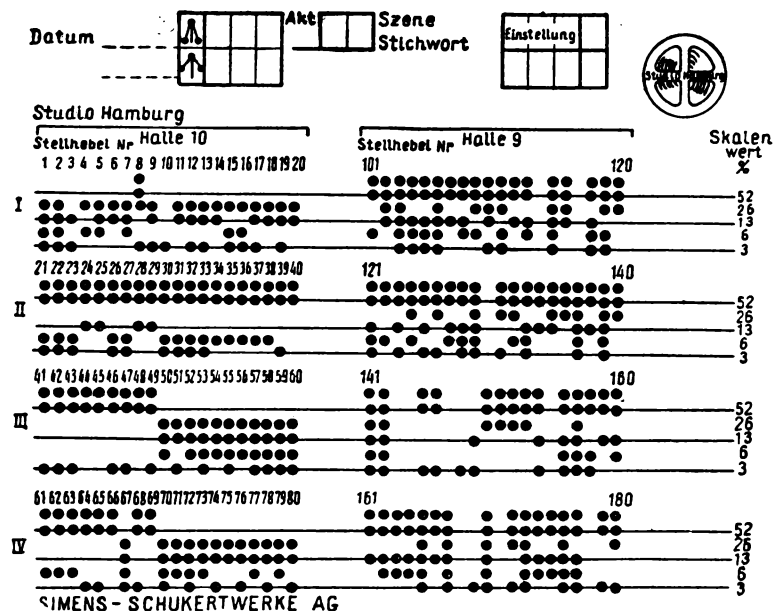 Datum Akt Szene
Stichwort
Einstellung
Studio Hamburg
Studio Hamburg
Stellhebel Nr Halle 10 Stellhebel Nr Halle 9 Skalen
wert
%
1 2 3 4 5 6 7 8 9 10 11 12 13 14 15 16 17 18 19 20 101 120
I
52
26
13
6
3
21 22 23 24 25 26 27 28 29 30 31 32 33 34 35 36 37 38 39 40 121 140
II
52
26
13
6
3
41 42 43 44 45 46 47 48 49 50 51 52 53 54 55 56 57 58 59 60 141 160
III
52
26
13
6
3
61 62 63 64 65 66 67 68 69 70 71 72 73 74 75 76 77 78 79 80 161 180
IV
52
26
13
6
3
SIMENS-SCHUKERTWERKE AG